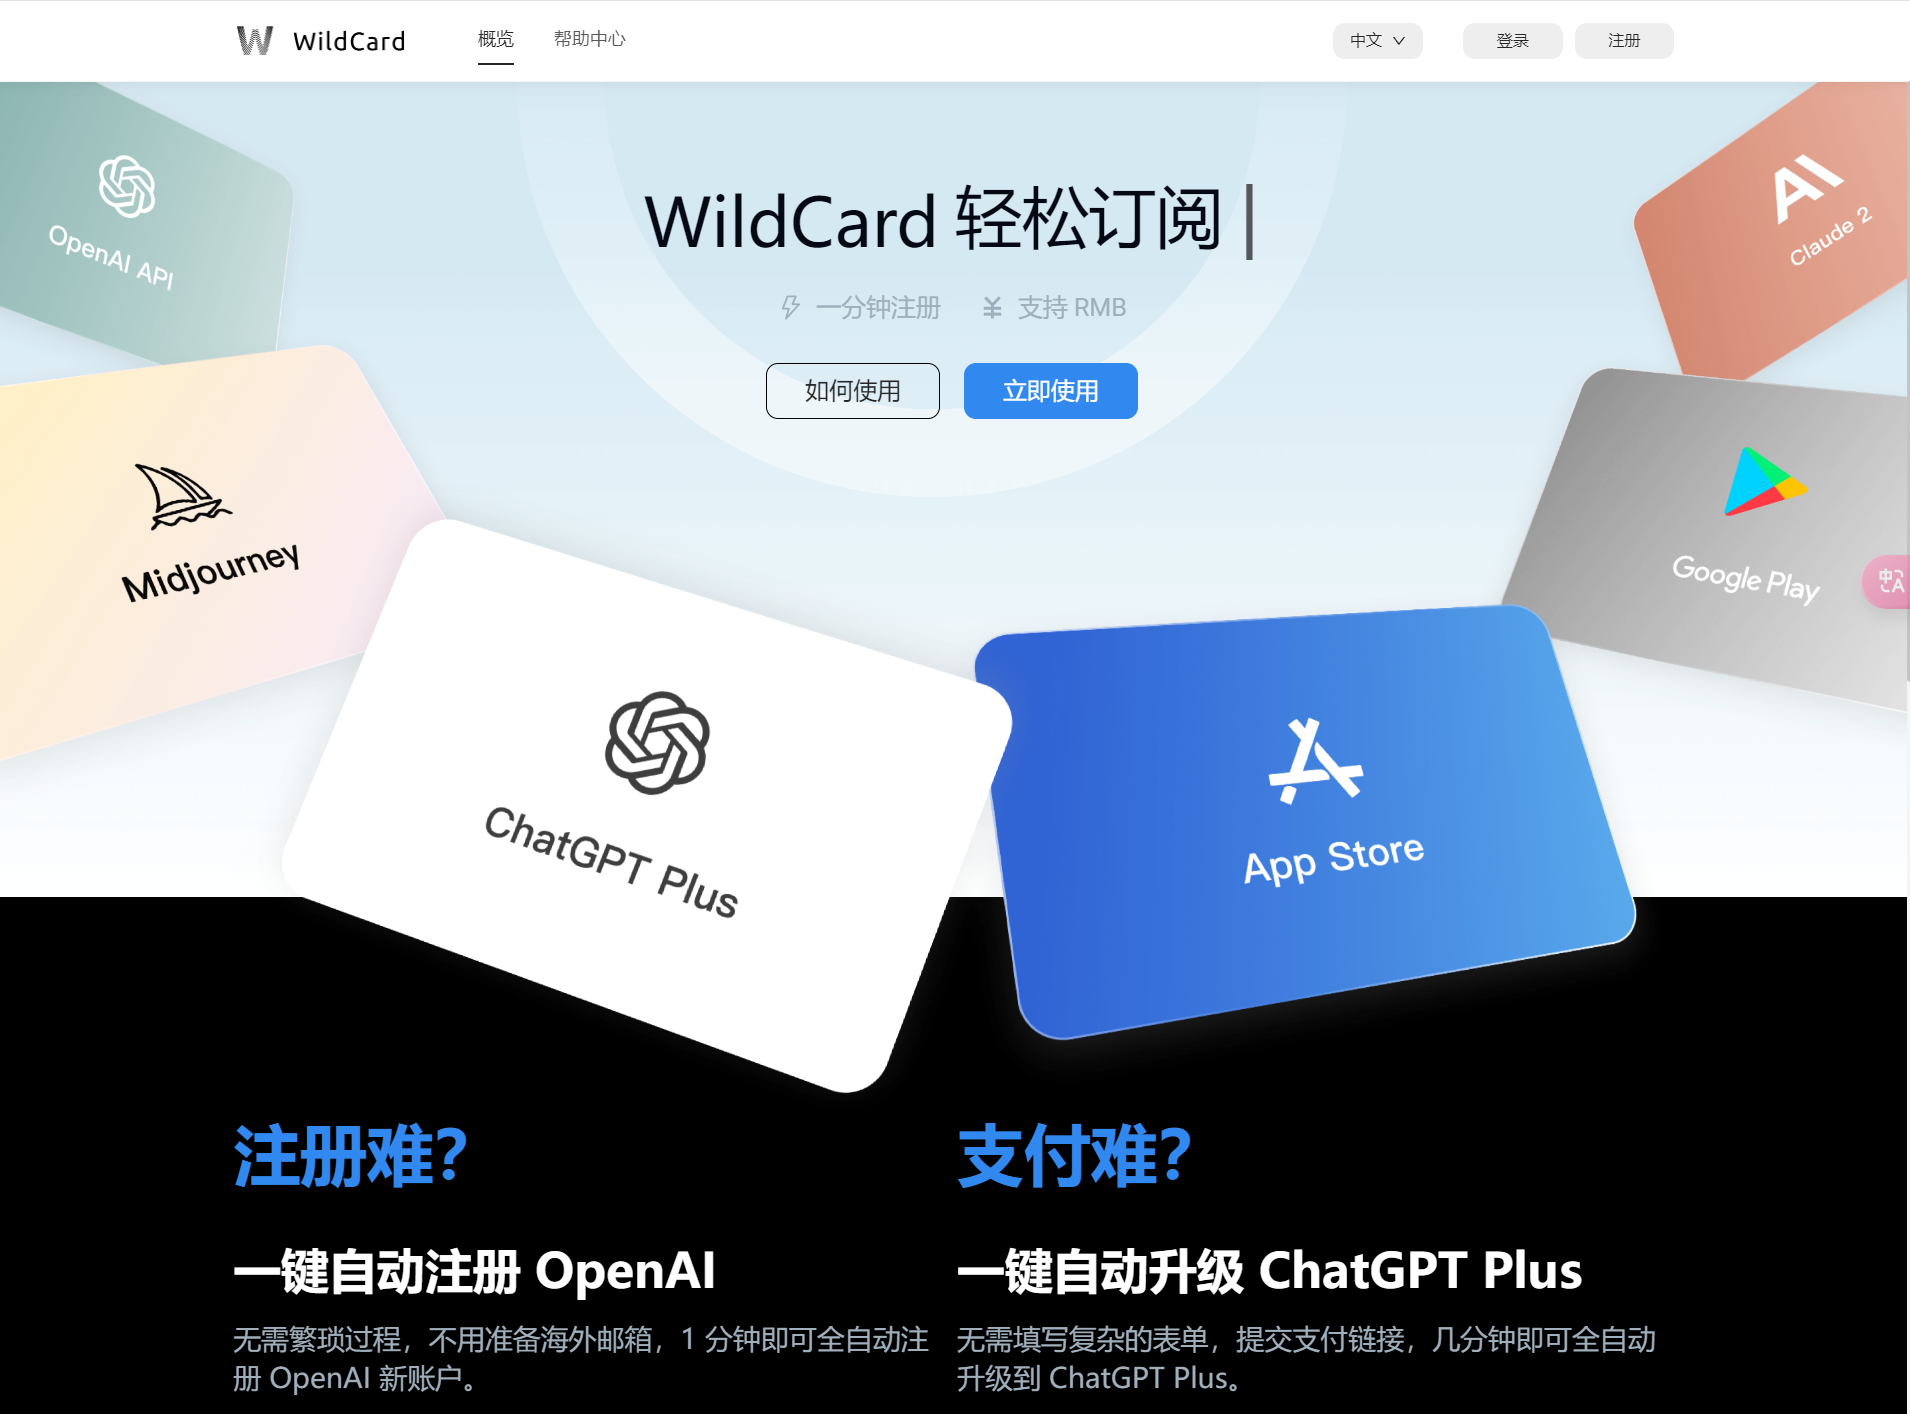 WildCard
概览
帮助中心
中文
登录
注册
OpenAI API
AI
Claude 2
WildCard 轻松订阅
一分钟注册
支持 RMB
如何使用
立即使用
Midjourney
Google Play
中A
ChatGPT Plus
App Store
注册难?
一键自动注册 OpenAI
无需繁琐过程，不用准备海外邮箱，1 分钟即可全自动注
册 OpenAI 新账户。
支付难?
一键自动升级 ChatGPT Plus
无需填写复杂的表单，提交支付链接，几分钟即可全自动
升级到 ChatGPT Plus。